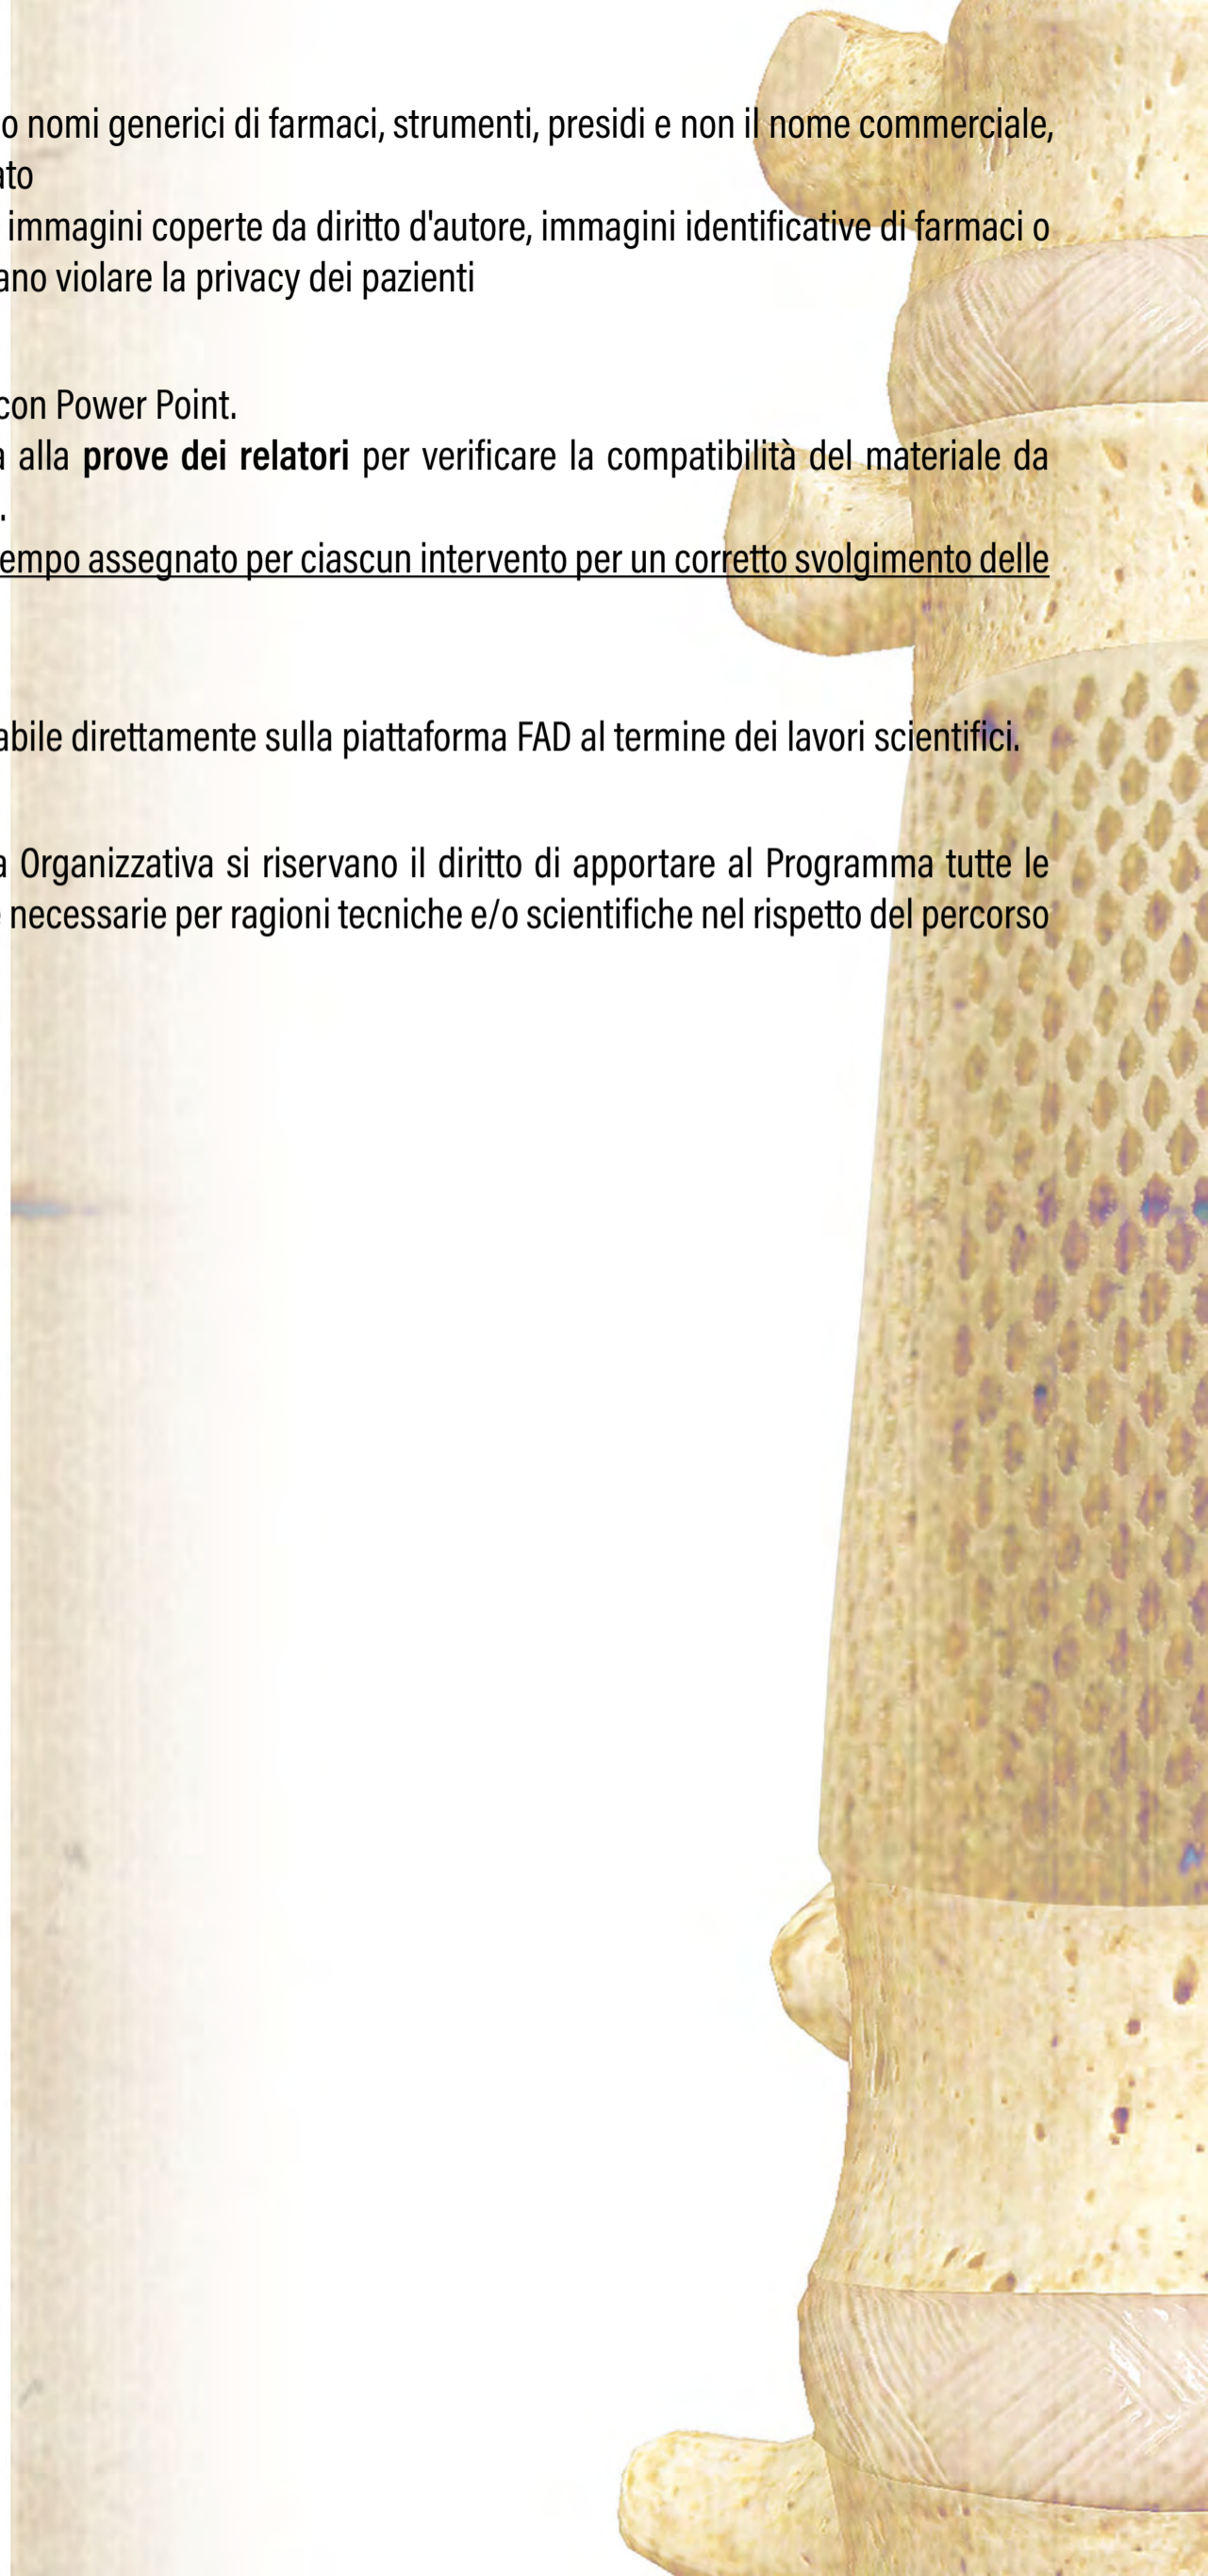 o nomi generici di farmaci, strumenti, presidi e non il nome commerciale,
ato
immagini coperte da diritto d'autore, immagini identificative di farmaci o
ano violare la privacy dei pazienti
con Power Point.
a alla prove dei relatori per verificare la compatibilità del materiale da
.
empo assegnato per ciascun intervento per un corretto svolgimento delle
abile direttamente sulla piattaforma FAD al termine dei lavori scientifici.
a Organizzativa si riservano il diritto di apportare al Programma tutte le
e necessarie per ragioni tecniche e/o scientifiche nel rispetto del percorso